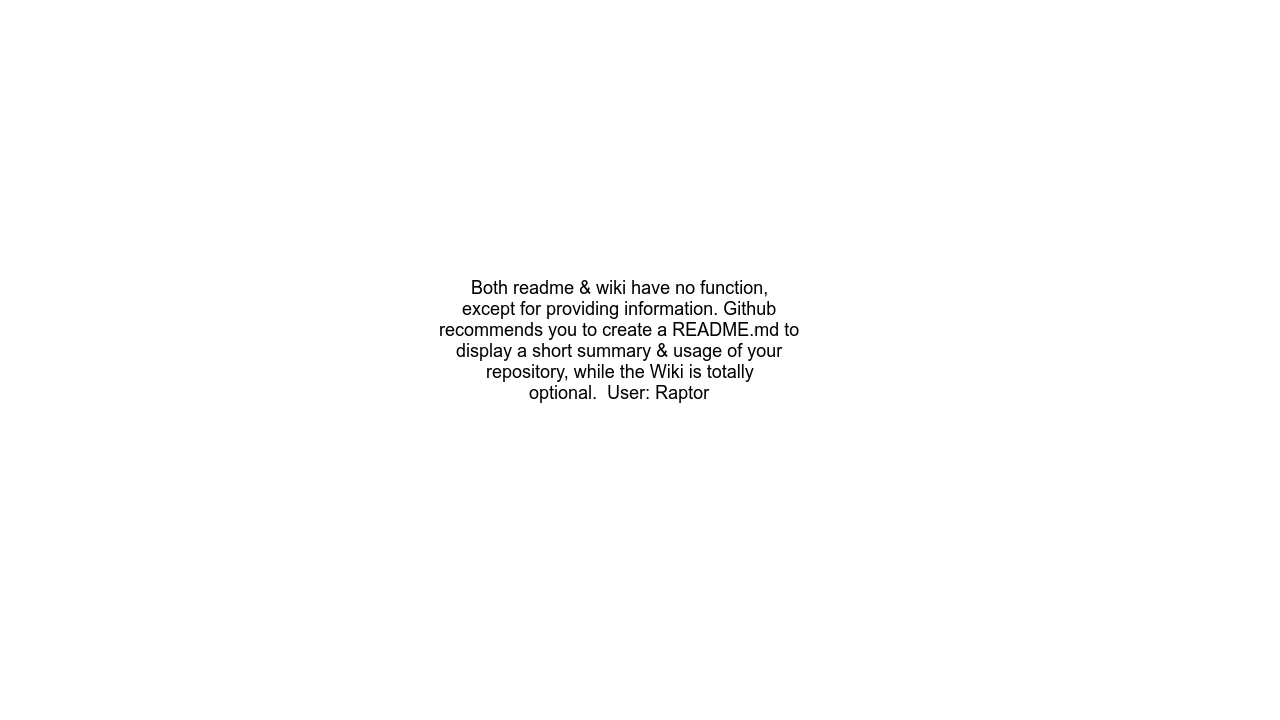 Both readme & wiki have no function,
except for providing information. Github
recommends you to create a README.md to
display a short summary & usage of your
repository, while the Wiki is totally
optional.  User: Raptor